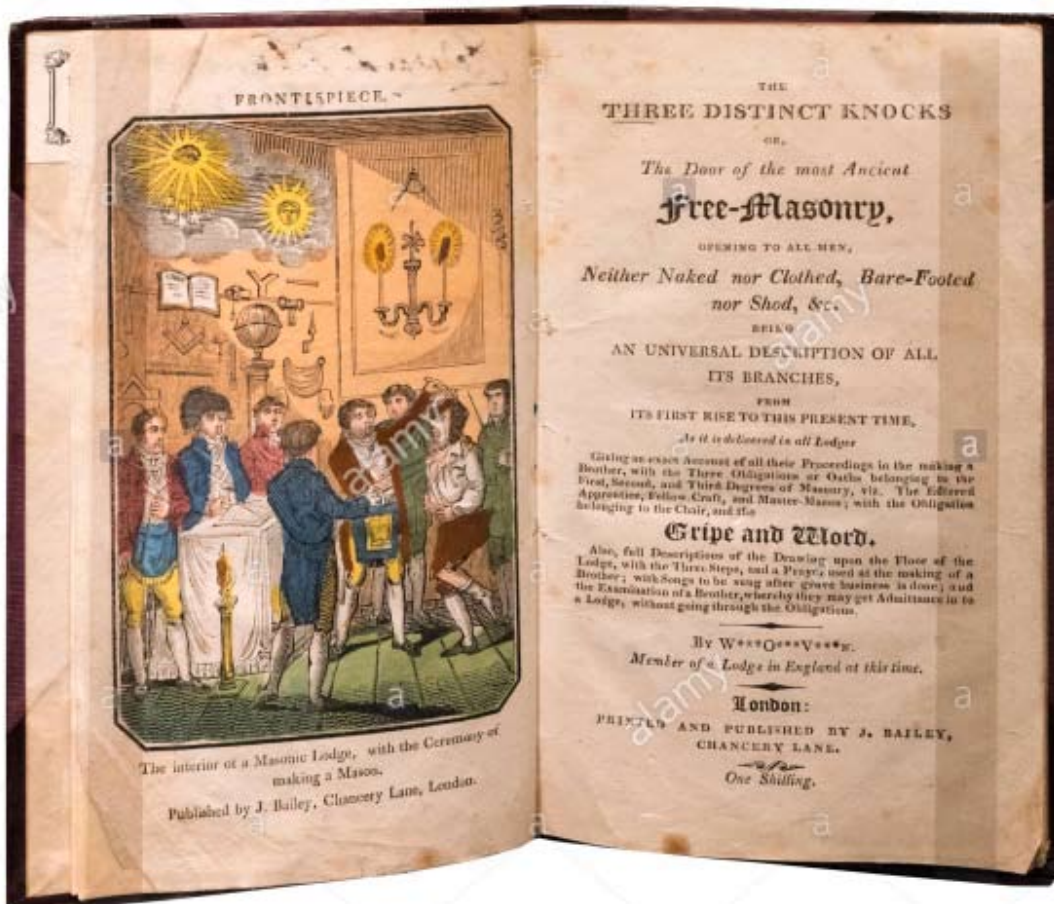 FRONTISPIECE.
The interior of a Masonic Lodge, with the Ceremony of
making a Mason.
Published by J. Bailey, Chancery Lane, London.
THE
THREE DISTINCT KNOCKS
OR,
The Door of the most Ancient
Free-Masonry,
OPENING TO ALL MEN,
Neither Naked nor Clothed, Bare-Footed
nor Shod, &c.
BEING
AN UNIVERSAL DESCRIPTION OF ALL
ITS BRANCHES,
FROM
ITS FIRST RISE TO THIS PRESENT TIME,
As it is delivered in all Lodges
Giving an exact Account of all their Proceedings in the making a
Brother, with the Three Obligations or Oaths belonging to the
First, Second, and Third Degrees of Masonry, viz. The Entered
Apprentice, Fellow Craft, and Master-Mason; with the Obligation
belonging to the Chair, and the
Gripe and Word.
Also, full Descriptions of the Drawing upon the Floor of the
Lodge, with the Three Steps, and a Prayer used at the making of a
Brother; with Songs to be sung after grave business is done; and
the Examination of a Brother, whereby they may get Admittance in to
a Lodge, without going through the Obligations.
BY W***O***V***N.
Member of a Lodge in England at this time.
London:
PRINTED AND PUBLISHED BY J. BAILEY,
CHANCERY LANE.
One Shilling.
alamy
alamy
alamy
a
a
a
a
a
a
a
a
a